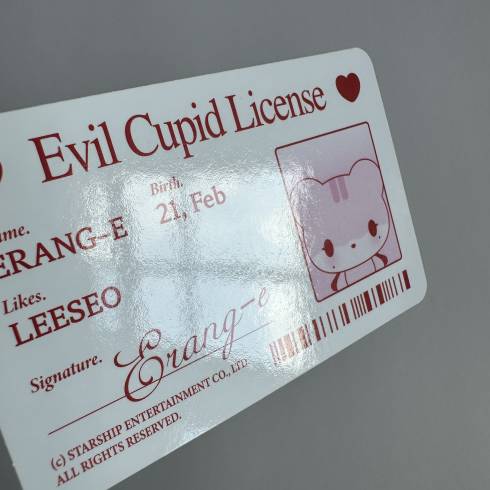 Evil Cupid License
Birth.
21, Feb
ERANG-E
Likes.
LEESEO
Signature.
Erang-e
(c) STARSHIP ENTERTAINMENT CO., LTD
ALL RIGHTS RESERVED.